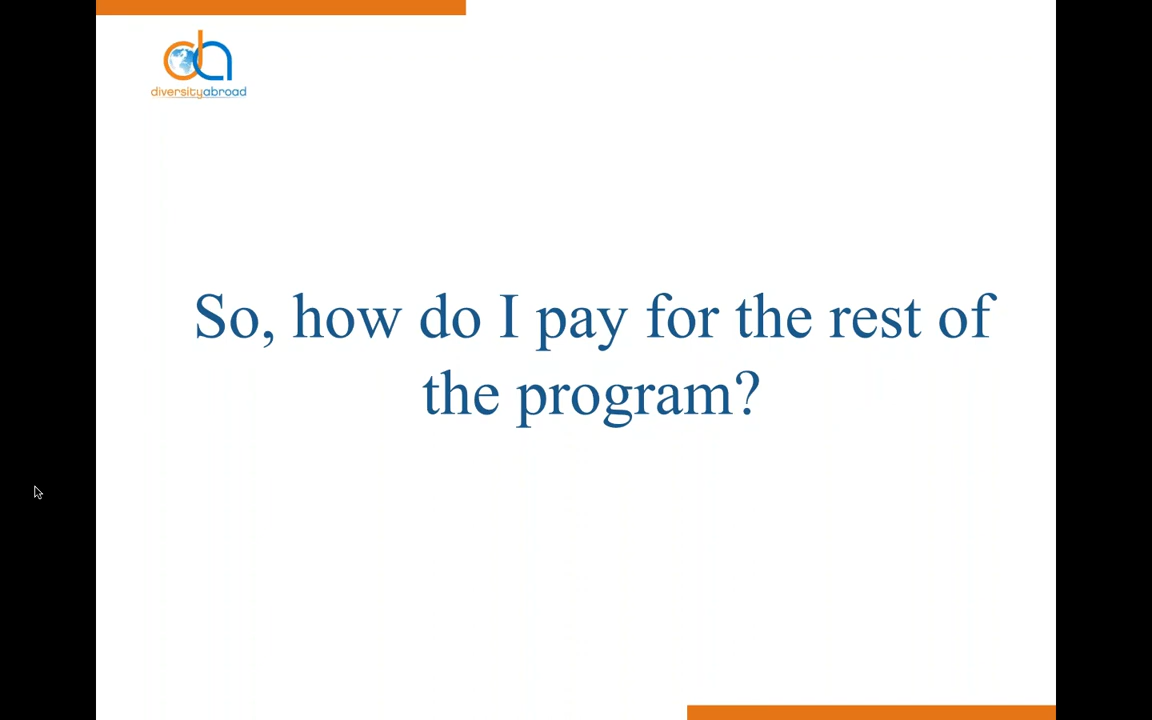 diversityabroad
So, how do I pay for the rest of
the program?